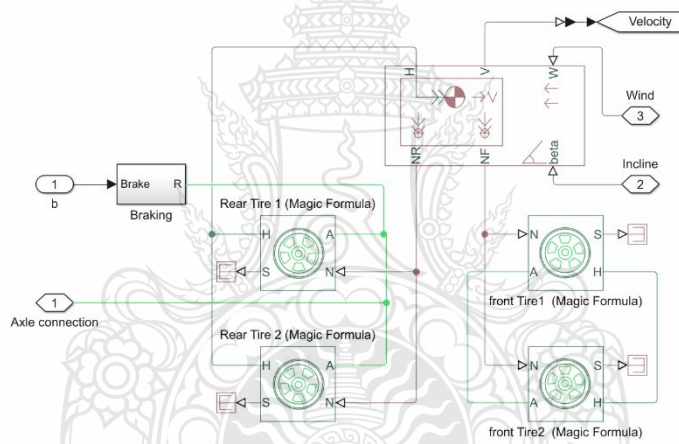 Velocity
H
V
W
Wind
3
NR
NF
beta
Incline
2
1
b
Brake R
Braking
Rear Tire 1 (Magic Formula)
H A
S N
1
Axle connection
Rear Tire 2 (Magic Formula)
H A
S N
N S
A H
front Tire1 (Magic Formula)
N S
A H
front Tire2 (Magic Formula)